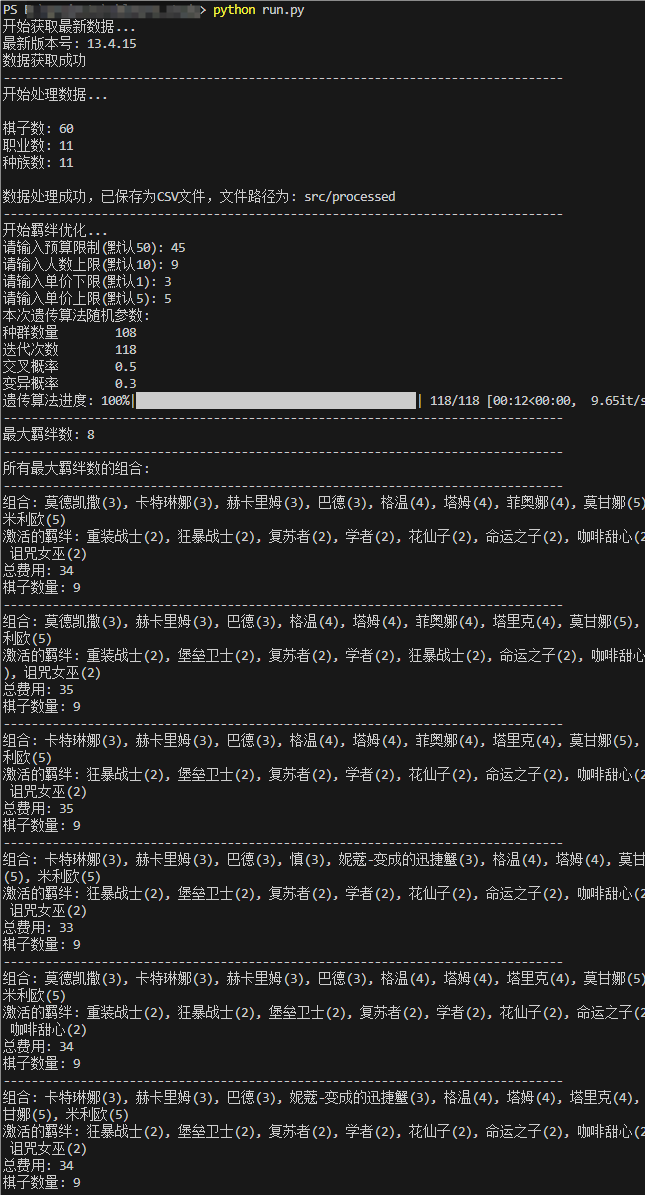 PS > python run.py
开始获取最新数据...
最新版本号: 13.4.15
数据获取成功
--------------------------------------------------------------------------------
开始处理数据...
棋子数: 60
职业数: 11
种族数: 11
数据处理成功, 已保存为CSV文件, 文件路径为: src/processed
--------------------------------------------------------------------------------
开始羁绊优化...
请输入预算限制(默认50): 45
请输入人数上限(默认10): 9
请输入单价下限(默认1): 3
请输入单价上限(默认5): 5
本次遗传算法随机参数:
种群数量 108
迭代次数 118
交叉概率 0.5
变异概率 0.3
遗传算法进度: 100%| | 118/118 [00:12<00:00, 9.65it/s
--------------------------------------------------------------------------------
最大羁绊数: 8
--------------------------------------------------------------------------------
所有最大羁绊数的组合:
--------------------------------------------------------------------------------
组合: 莫德凯撒(3), 卡特琳娜(3), 赫卡里姆(3), 巴德(3), 格温(4), 塔姆(4), 菲奥娜(4), 莫甘娜(5)
米利欧(5)
激活的羁绊: 重装战士(2), 狂暴战士(2), 复苏者(2), 学者(2), 花仙子(2), 命运之子(2), 咖啡甜心(2
诅咒女巫(2)
总费用: 34
棋子数量: 9
--------------------------------------------------------------------------------
组合: 莫德凯撒(3), 赫卡里姆(3), 巴德(3), 格温(4), 塔姆(4), 菲奥娜(4), 塔里克(4), 莫甘娜(5),
利欧(5)
激活的羁绊: 重装战士(2), 堡垒卫士(2), 复苏者(2), 学者(2), 狂暴战士(2), 命运之子(2), 咖啡甜心
), 诅咒女巫(2)
总费用: 35
棋子数量: 9
--------------------------------------------------------------------------------
组合: 卡特琳娜(3), 赫卡里姆(3), 巴德(3), 格温(4), 塔姆(4), 菲奥娜(4), 塔里克(4), 莫甘娜(5),
利欧(5)
激活的羁绊: 狂暴战士(2), 堡垒卫士(2), 复苏者(2), 学者(2), 花仙子(2), 命运之子(2), 咖啡甜心(2
诅咒女巫(2)
总费用: 35
棋子数量: 9
--------------------------------------------------------------------------------
组合: 卡特琳娜(3), 赫卡里姆(3), 巴德(3), 慎(3), 妮蔻-变成的迅捷蟹(3), 格温(4), 塔姆(4), 莫甘
(5), 米利欧(5)
激活的羁绊: 狂暴战士(2), 堡垒卫士(2), 复苏者(2), 学者(2), 花仙子(2), 命运之子(2), 咖啡甜心(2
诅咒女巫(2)
总费用: 33
棋子数量: 9
--------------------------------------------------------------------------------
组合: 莫德凯撒(3), 卡特琳娜(3), 赫卡里姆(3), 巴德(3), 格温(4), 塔姆(4), 塔里克(4), 莫甘娜(5)
米利欧(5)
激活的羁绊: 重装战士(2), 狂暴战士(2), 堡垒卫士(2), 复苏者(2), 学者(2), 花仙子(2), 命运之子(2
咖啡甜心(2)
总费用: 34
棋子数量: 9
--------------------------------------------------------------------------------
组合: 卡特琳娜(3), 赫卡里姆(3), 巴德(3), 妮蔻-变成的迅捷蟹(3), 格温(4), 塔姆(4), 塔里克(4),
甘娜(5), 米利欧(5)
激活的羁绊: 狂暴战士(2), 堡垒卫士(2), 复苏者(2), 学者(2), 花仙子(2), 命运之子(2), 咖啡甜心(2
诅咒女巫(2)
总费用: 34
棋子数量: 9